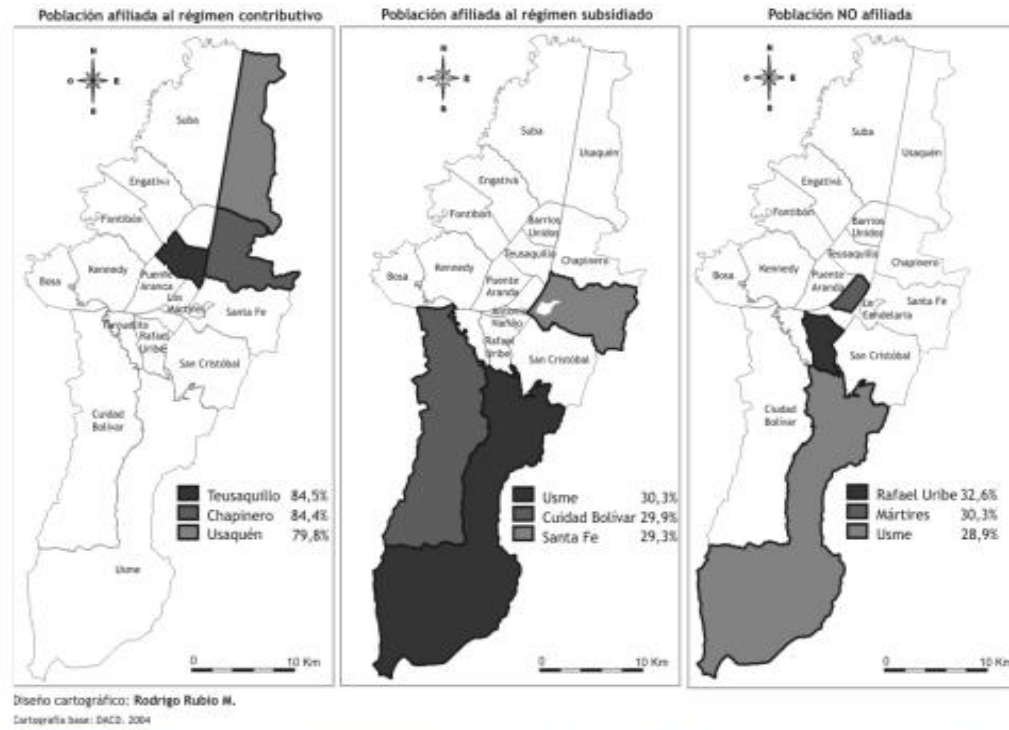 Población afiliada al régimen contributivo
N
O E
S
Suba
Engativa
Fontibón
Bosa
Kennedy
Puente
Aranca
Los
Mártires
Santa Fe
Tunjuelito
Rafael
Uribe
San Cristóbal
Cuidad
Bolívar
Usme
Teusaquillo 84,5%
Chapinero 84,4%
Usaquén 79,8%
0 10 Km
Población afiliada al régimen subsidiado
N
O E
S
Suba
Usaquén
Engativá
Fontibón
Barrios
Unidos
Teusaquillo
Chapinero
Bosa
Kennedy
Puente
Aranda
Antonio
Nariño
Rafael
Uribe
San Cristóbal
Usme 30,3%
Cuidad Bolívar 29,9%
Santa Fe 29,3%
0 10 Km
Población NO afiliada
N
O E
S
Suba
Usaquén
Engativá
Fontibón
Barrios
Unidos
Teusaquillo
Chapinero
Bosa
Kennedy
Puente
Aranda
Santa Fe
La
Candelaria
San Cristóbal
Ciudad
Bolívar
Rafael Uribe 32,6%
Mártires 30,3%
Usme 28,9%
0 10 Km
Diseño cartográfico: Rodrigo Rubio M.
Cartografía base: DACD. 2004